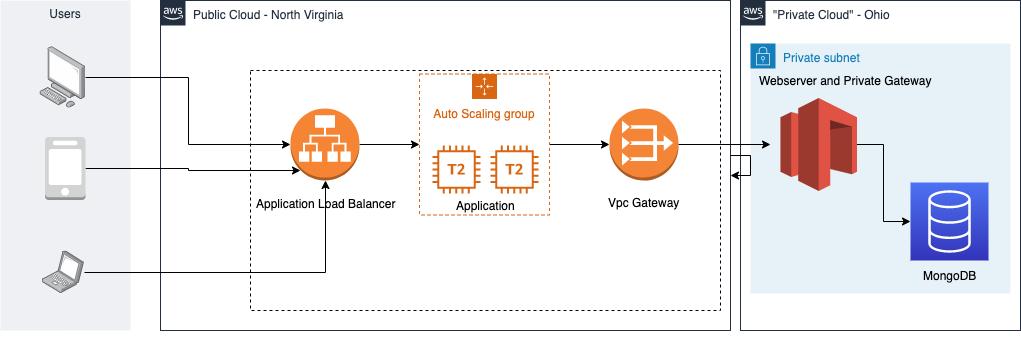 Users
aws
Public Cloud - North Virginia
aws
"Private Cloud" - Ohio
Private subnet
Webserver and Private Gateway
Auto Scaling group
T2
T2
Application Load Balancer
Application
Vpc Gateway
MongoDB